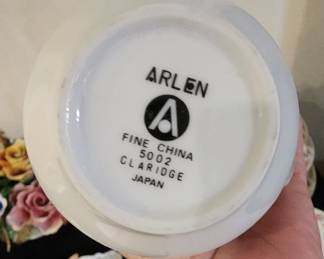 ARLEN
A
FINE CHINA
5002
CLARIDGE
JAPAN